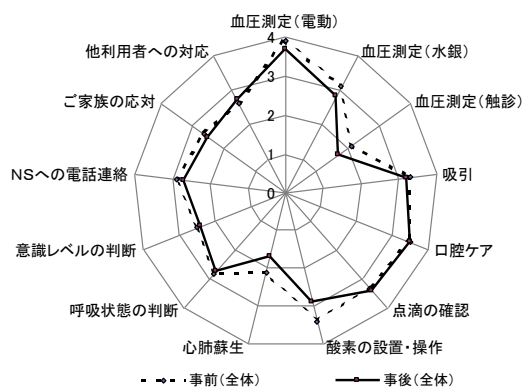 血圧測定(電動)
血圧測定(水銀)
血圧測定(触診)
吸引
口腔ケア
点滴の確認
酸素の設置・操作
心肺蘇生
呼吸状態の判断
意識レベルの判断
NSへの電話連絡
ご家族の応対
他利用者への対応
4
3
2
1
0
事前(全体)
事後(全体)